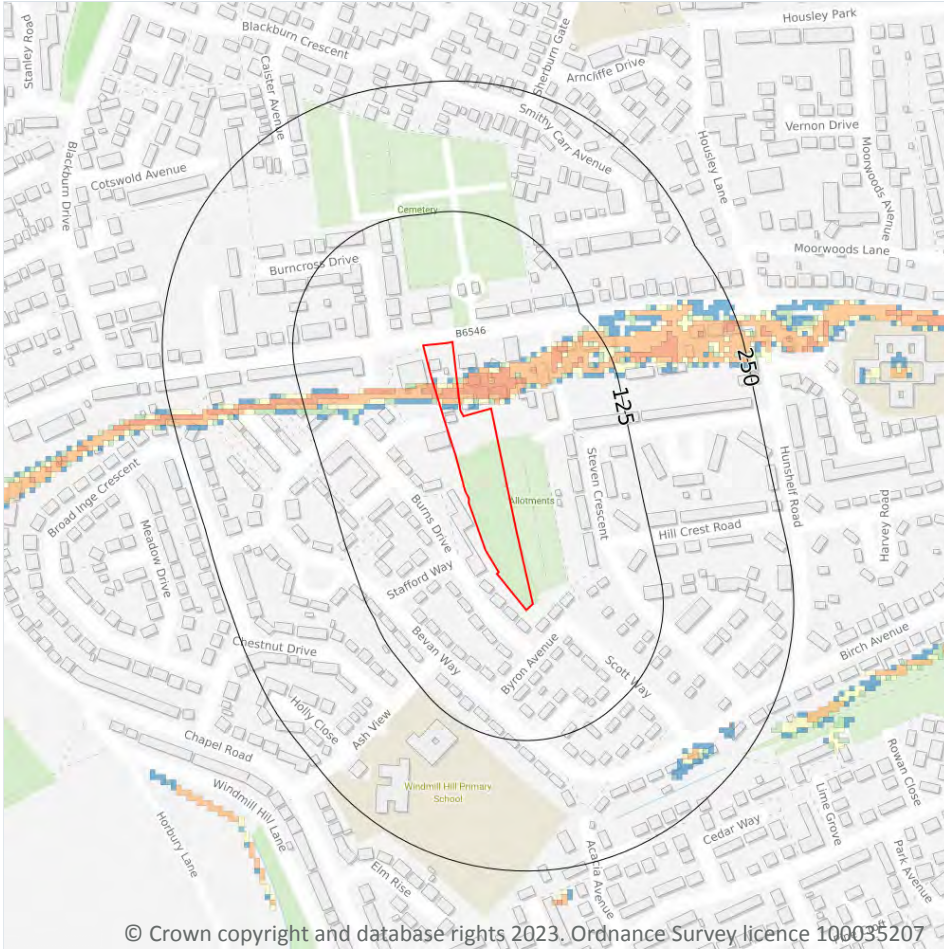 Housley Park
Stanley Road
Blackburn Crescent
Sherburn Gate
Arncliffe Drive
Calster Avenue
Smithy Carr Avenue
Vernon Drive
Housley Lane
Moorwoods Avenue
Blackburn Drive
Cotswold Avenue
Cemetery
Moorwoods Lane
Burncross Drive
B6546
250
125
Broad Inge Crescent
Steven Crescent
Hunshelf Road
Allotments
Burns Drive
Harvey Road
Hill Crest Road
Meadow Drive
Stafford Way
Chestnut Drive
Bevan Way
Byron Avenue
Scott Way
Birch Avenue
Holly Close
Ash View
Chapel Road
Windmill Hill Primary
School
Rowan Close
Windmill Hill Lane
Horbury Lane
Lime Grove
Cedar Way
Park Avenue
Acacia Avenue
Elm Rise
© Crown copyright and database rights 2023. Ordnance Survey licence 100035207